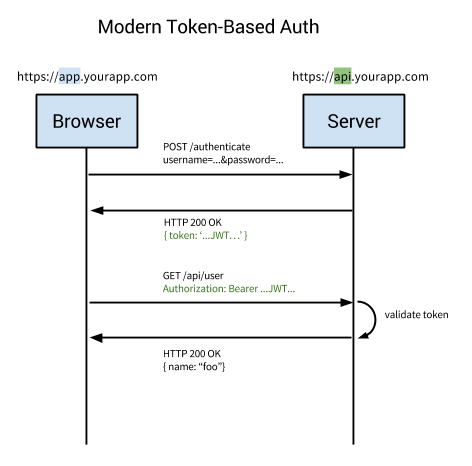 Modern Token-Based Auth
https://app.yourapp.com
https://api.yourapp.com
Browser
Server
POST /authenticate
username=...&password=...
HTTP 200 OK
{ token: ‘...JWT...’ }
GET /api/user
Authorization: Bearer ...JWT...
validate token
HTTP 200 OK
{ name: “foo”}